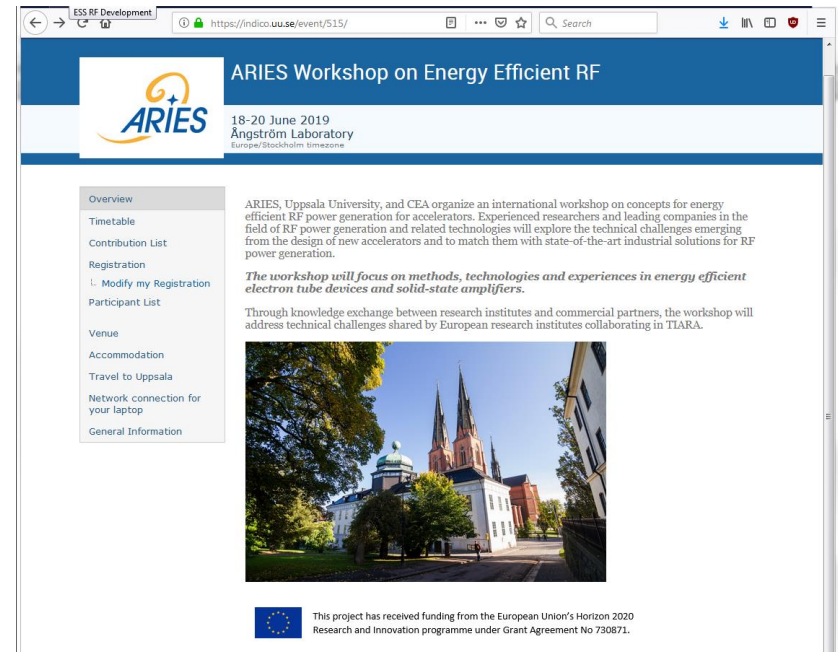 ESS RF Development
https://indico.uu.se/event/515/
Search
ARIES Workshop on Energy Efficient RF
ARIES
18-20 June 2019
Ångström Laboratory
Europe/Stockholm timezone
Overview
Timetable
Contribution List
Registration
Modify my Registration
Participant List
Venue
Accommodation
Travel to Uppsala
Network connection for
your laptop
General Information
ARIES, Uppsala University, and CEA organize an international workshop on concepts for energy
efficient RF power generation for accelerators. Experienced researchers and leading companies in the
field of RF power generation and related technologies will explore the technical challenges emerging
from the design of new accelerators and to match them with state-of-the-art industrial solutions for RF
power generation.
The workshop will focus on methods, technologies and experiences in energy efficient
electron tube devices and solid-state amplifiers.
Through knowledge exchange between research institutes and commercial partners, the workshop will
address technical challenges shared by European research institutes collaborating in TIARA.
This project has received funding from the European Union's Horizon 2020
Research and Innovation programme under Grant Agreement No 730871.